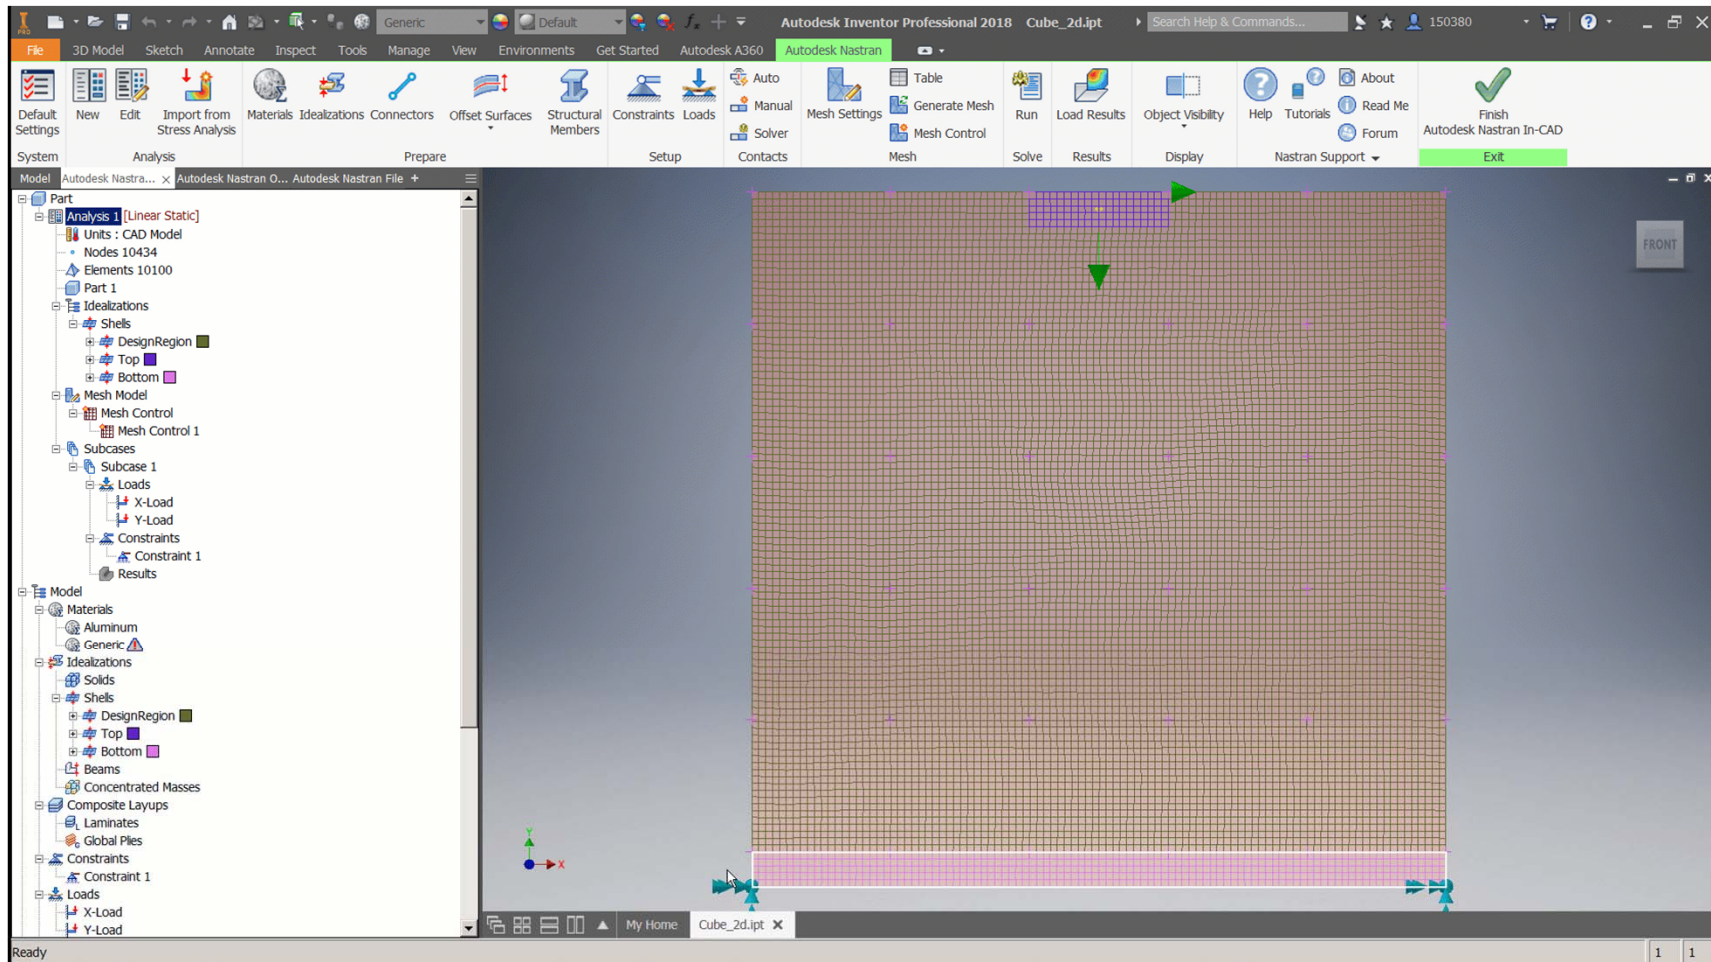 Generic
Default
Autodesk Inventor Professional 2018 Cube_2d.ipt
Search Help & Commands...
150380
File 3D Model Sketch Annotate Inspect Tools Manage View Environments Get Started Autodesk A360 Autodesk Nastran
Default Settings
New
Edit
Import from Stress Analysis
Materials
Idealizations
Connectors
Offset Surfaces
Structural Members
Constraints
Loads
Auto
Manual
Solver
Mesh Settings
Table
Generate Mesh
Mesh Control
Run
Load Results
Object Visibility
Help
Tutorials
About
Read Me
Forum
Finish
Autodesk Nastran In-CAD
System Analysis Prepare Setup Contacts Mesh Solve Results Display Nastran Support Exit
Model Autodesk Nastra... Autodesk Nastran O... Autodesk Nastran File +
Part
Analysis 1 [Linear Static]
Units : CAD Model
Nodes 10434
Elements 10100
Part 1
Idealizations
Shells
DesignRegion
Top
Bottom
Mesh Model
Mesh Control
Mesh Control 1
Subcases
Subcase 1
Loads
X-Load
Y-Load
Constraints
Constraint 1
Results
Model
Materials
Aluminum
Generic
Idealizations
Solids
Shells
DesignRegion
Top
Bottom
Beams
Concentrated Masses
Composite Layups
Laminates
Global Plies
Constraints
Constraint 1
Loads
X-Load
Y-Load
FRONT
Y
X
My Home Cube_2d.ipt
Ready
1 1